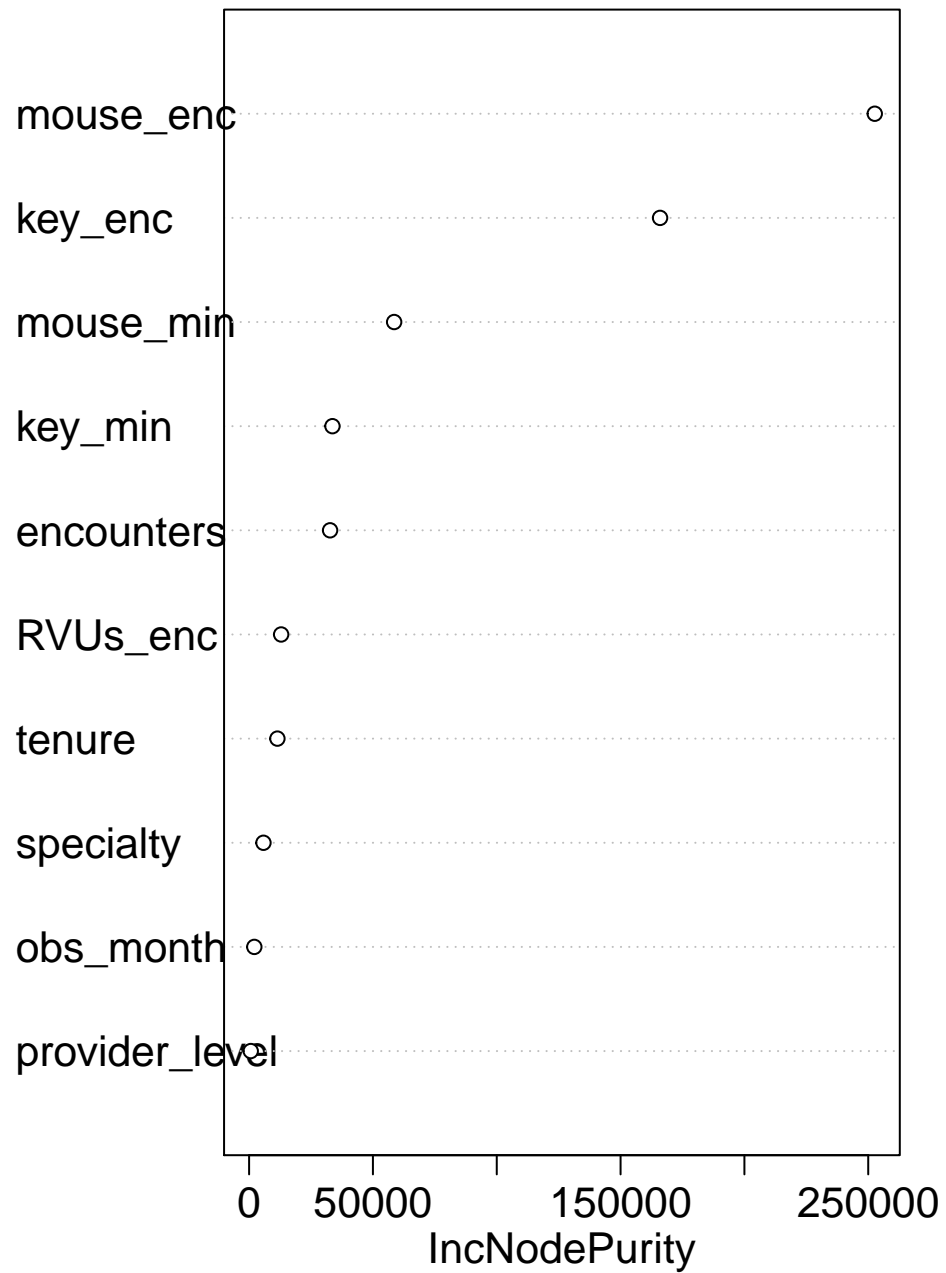 mouse_enc
key_enc
mouse_min
key_min
encounters
RVUs_enc
tenure
specialty
obs_month
provider_level
0 50000 150000 250000
IncNodePurity